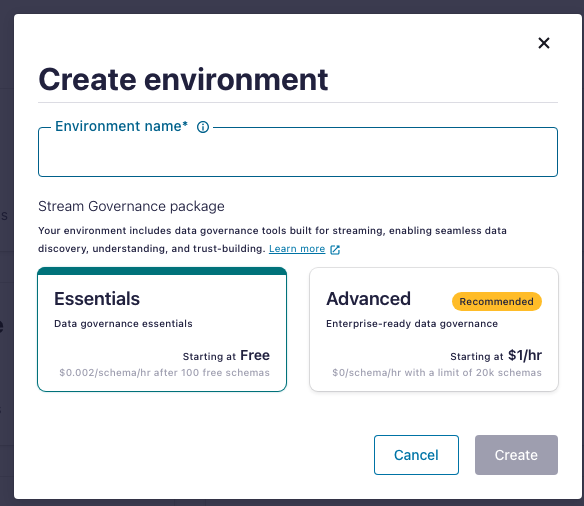 Create environment
Environment name*
Stream Governance package
Your environment includes data governance tools built for streaming, enabling seamless data
discovery, understanding, and trust-building. Learn more
Essentials
Data governance essentials
Starting at Free
$0.002/schema/hr after 100 free schemas
Advanced
Recommended
Enterprise-ready data governance
Starting at $1/hr
$0/schema/hr with a limit of 20k schemas
Cancel
Create